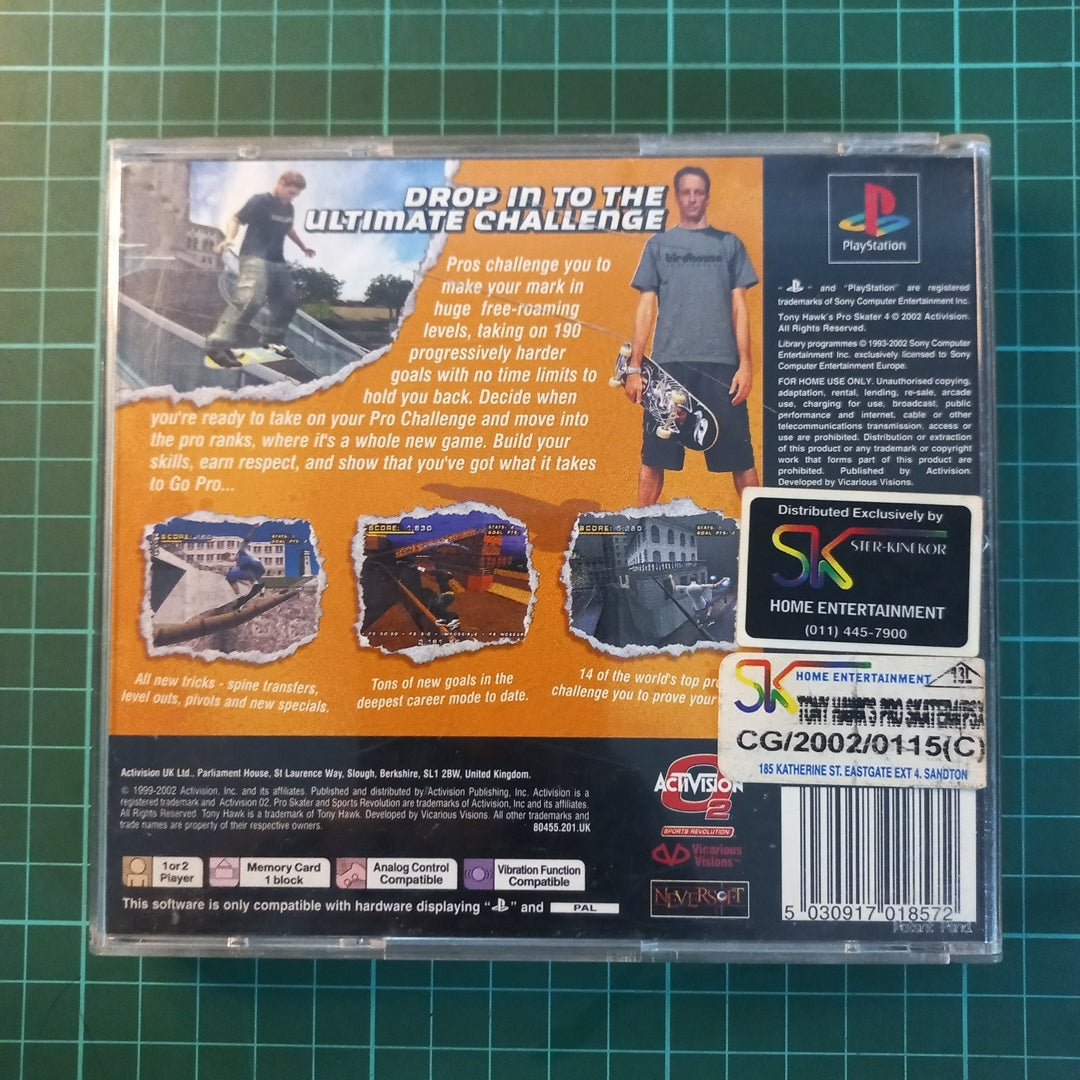 DROP IN TO THE
ULTIMATE CHALLENGE
Pros challenge you to
make your mark in
huge free-roaming
levels, taking on 190
progressively harder
goals with no time limits to
hold you back. Decide when
you're ready to take on your Pro Challenge and move into
the pro ranks, where it's a whole new game. Build your
skills, earn respect, and show that you've got what it takes
to Go Pro...
birdhouse
SCORE:
SCORE: 1,830
SCORE: 5,280
All new tricks - spine transfers,
level outs, pivots and new specials.
Tons of new goals in the
deepest career mode to date.
14 of the world's top
challenge you to prove your
PlayStation
" " and "PlayStation" are registered
trademarks of Sony Computer Entertainment Inc.
Tony Hawk's Pro Skater 4 © 2002 Activision.
All Rights Reserved.
Library programmes © 1993-2002 Sony Computer
Entertainment Inc. exclusively licensed to Sony
Computer Entertainment Europe.
FOR HOME USE ONLY. Unauthorised copying,
adaptation, rental, lending, re-sale, arcade
use, charging for use, broadcast, public
performance and internet, cable or other
telecommunications transmission, access or
use are prohibited. Distribution or extraction
of this product or any trademark or copyright
work that forms part of this product are
prohibited. Published by Activision.
Developed by Vicarious Visions.
Distributed Exclusively by
SK STER-KINEKOR
HOME ENTERTAINMENT
(011) 445-7900
SK HOME ENTERTAINMENT 131
TONY HAWK'S PRO SKATER4(PSX
CG/2002/0115(C)
185 KATHERINE ST. EASTGATE EXT 4. SANDTON
Activision UK Ltd., Parliament House, St Laurence Way, Slough, Berkshire, SL1 2BW, United Kingdom.
© 1999-2002 Activision, Inc. and its affiliates. Published and distributed by Activision Publishing, Inc. Activision is a
registered trademark and Activision O2, Pro Skater and Sports Revolution are trademarks of Activision, Inc and its affiliates.
All Rights Reserved. Tony Hawk is a trademark of Tony Hawk. Developed by Vicarious Visions. All other trademarks and
trade names are property of their respective owners.
80455.201.UK
ACTIVISION
O2
SPORTS REVOLUTION
Vicarious
Visions™
NEVERSOFT
1 or 2
Player
Memory Card
1 block
Analog Control
Compatible
Vibration Function
Compatible
This software is only compatible with hardware displaying " " and PAL
5 030917 018572
Patent Pend